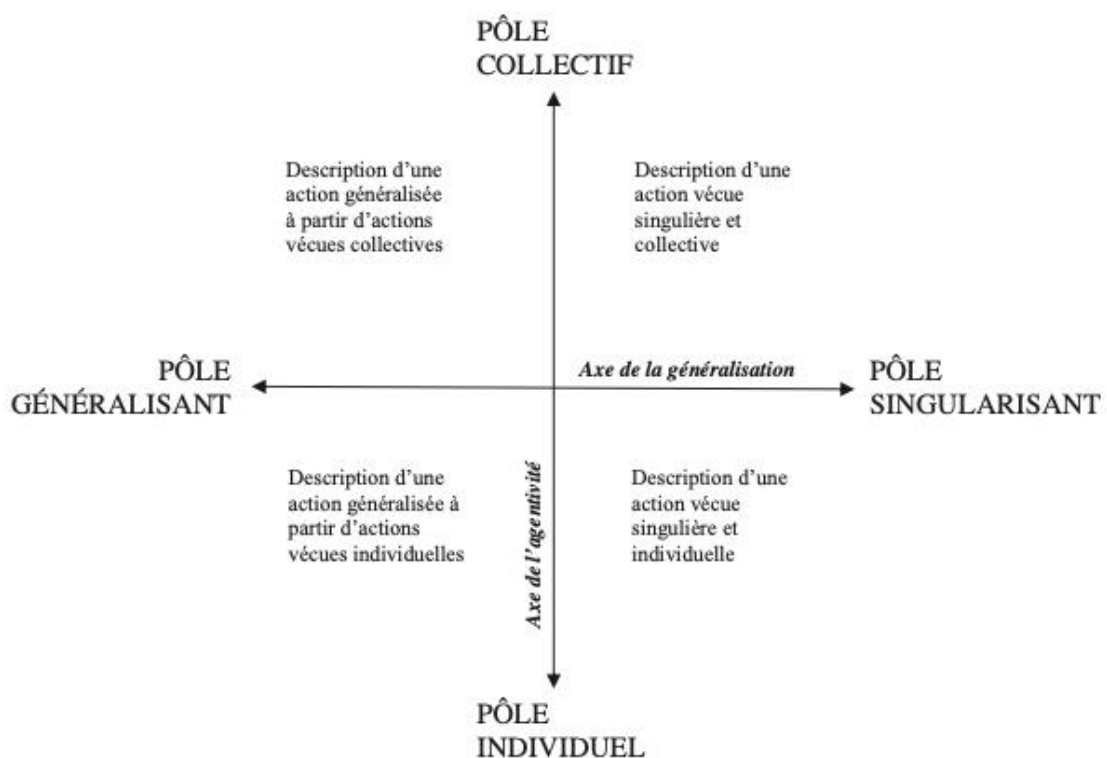 PÔLE
COLLECTIF
Description d'une
action généralisée
à partir d'actions
vécues collectives
Description d'une
action vécue
singulière et
collective
PÔLE
GÉNÉRALISANT
Axe de la généralisation
PÔLE
SINGULARISANT
Description d'une
action généralisée à
partir d'actions
vécues individuelles
Axe de l'agentivité
Description d'une
action vécue
singulière et
individuelle
PÔLE
INDIVIDUEL